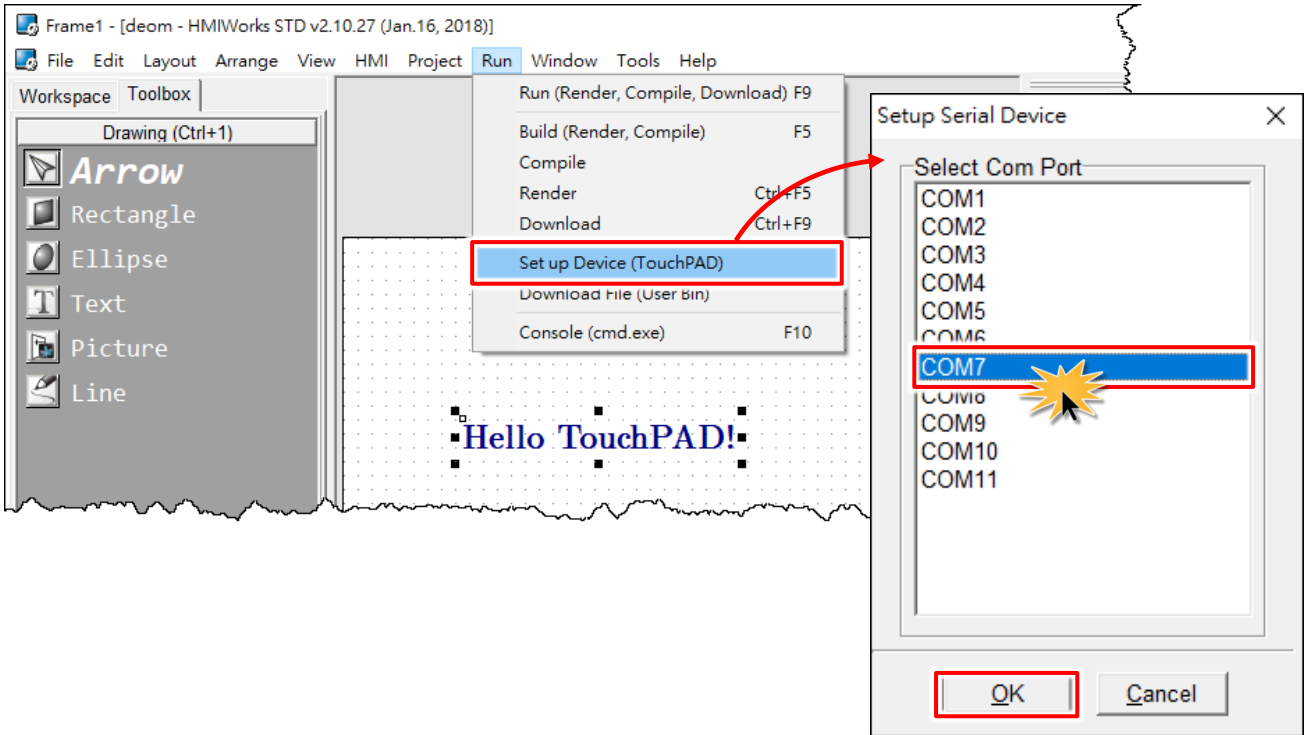 Frame1 - [deom - HMIWorks STD v2.10.27 (Jan.16, 2018)]
File Edit Layout Arrange View HMI Project Run Window Tools Help
Workspace Toolbox
Drawing (Ctrl+1)
Arrow
Rectangle
Ellipse
Text
Picture
Line
Run (Render, Compile, Download) F9
Build (Render, Compile) F5
Compile
Render Ctrl+F5
Download Ctrl+F9
Set up Device (TouchPAD)
Download File (User Bin)
Console (cmd.exe) F10
Hello TouchPAD!
Setup Serial Device
Select Com Port
COM1
COM2
COM3
COM4
COM5
COM6
COM7
COM8
COM9
COM10
COM11
OK Cancel